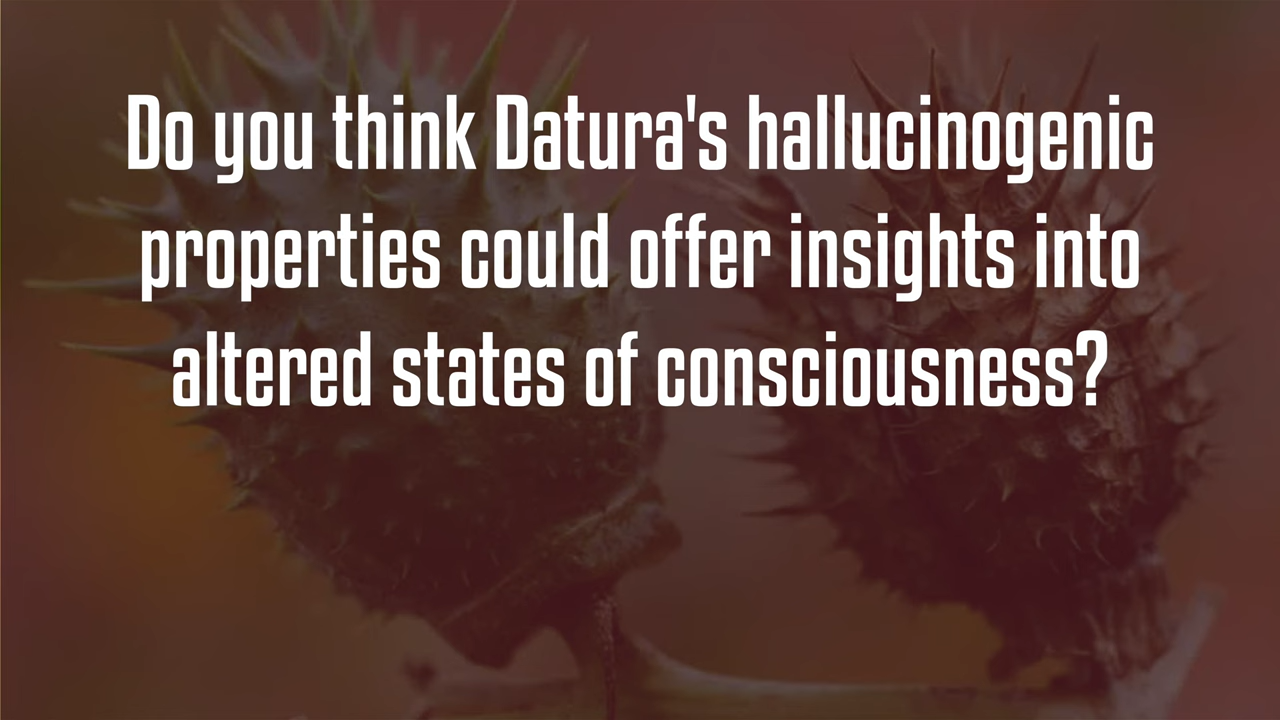 Do you think Datura's hallucinogenic
properties could offer insights into
altered states of consciousness?